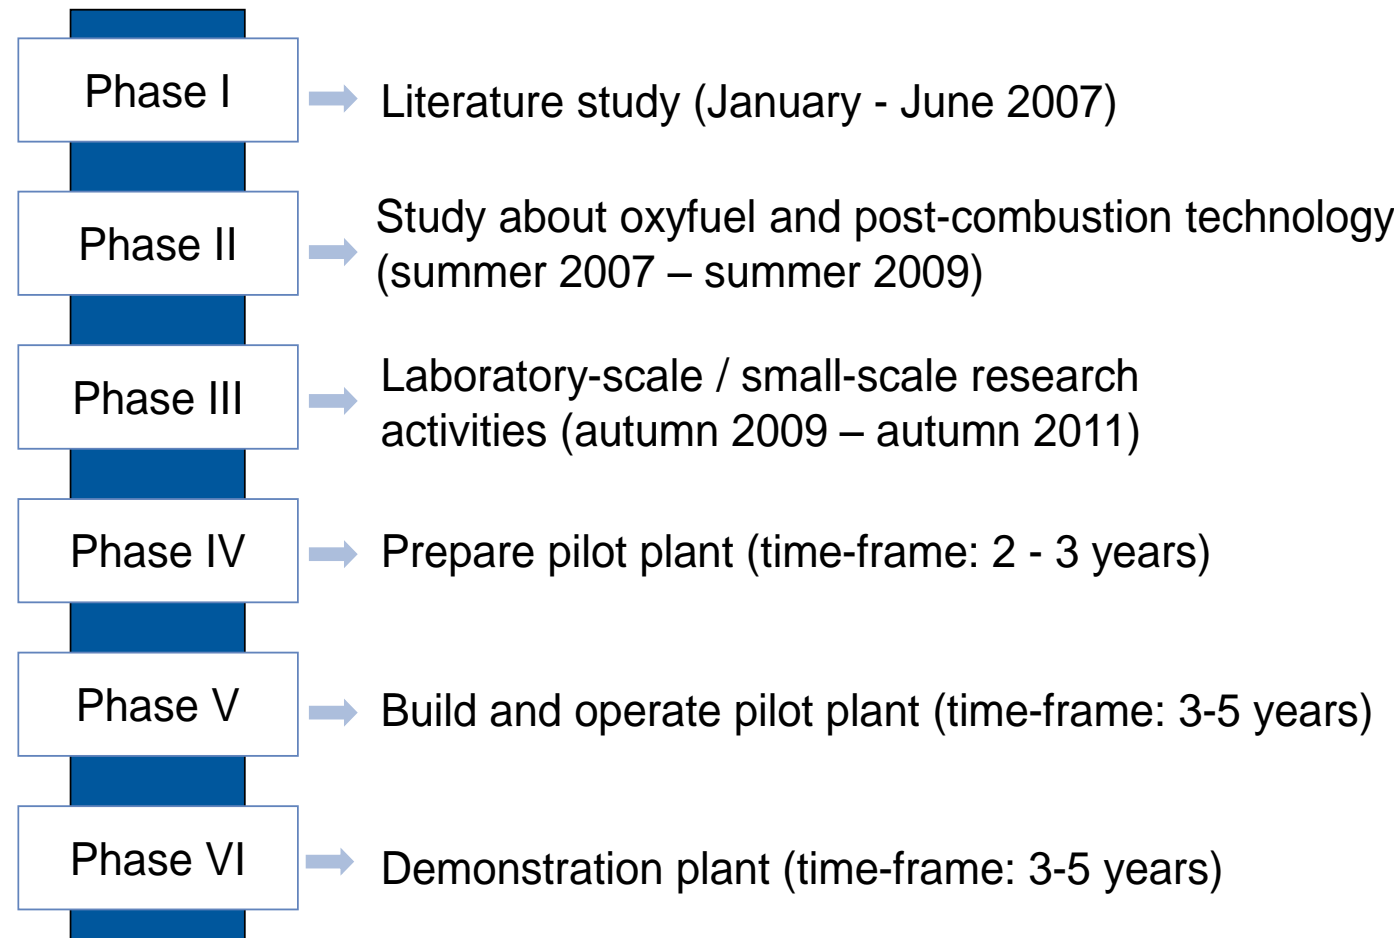 Phase I
Literature study (January - June 2007)
Phase II
Study about oxyfuel and post-combustion technology
(summer 2007 – summer 2009)
Phase III
Laboratory-scale / small-scale research
activities (autumn 2009 – autumn 2011)
Phase IV
Prepare pilot plant (time-frame: 2 - 3 years)
Phase V
Build and operate pilot plant (time-frame: 3-5 years)
Phase VI
Demonstration plant (time-frame: 3-5 years)